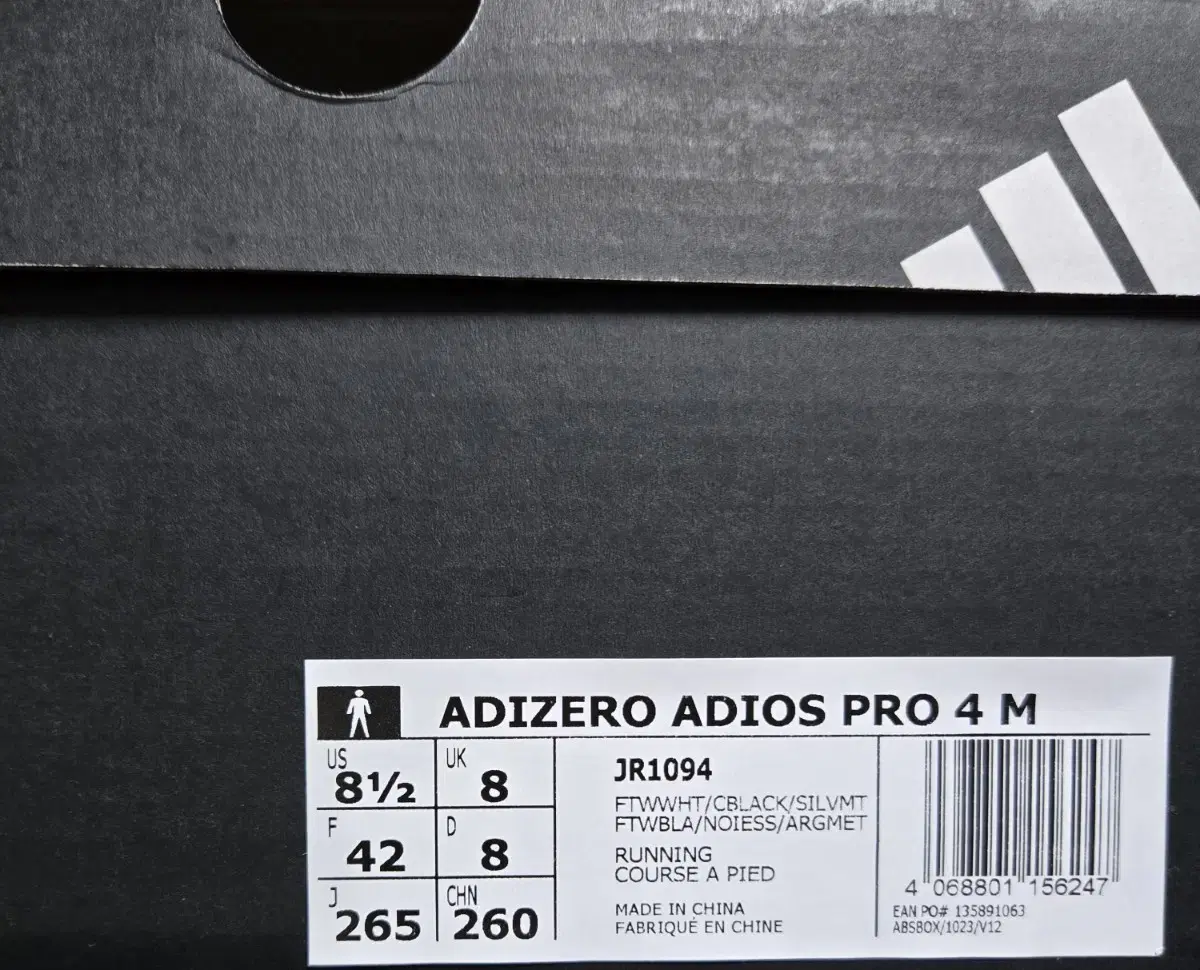 ADIZERO ADIOS PRO 4 M
US 8½ UK 8
F 42 D 8
J 265 CHN 260
JR1094
FTWWHT/CBLACK/SILVMT
FTWBLA/NOIESS/ARGMET
RUNNING
COURSE A PIED
MADE IN CHINA
FABRIQUÉ EN CHINE
4 068801 156247
EAN PO# 135891063
ABSBOX/1023/V12